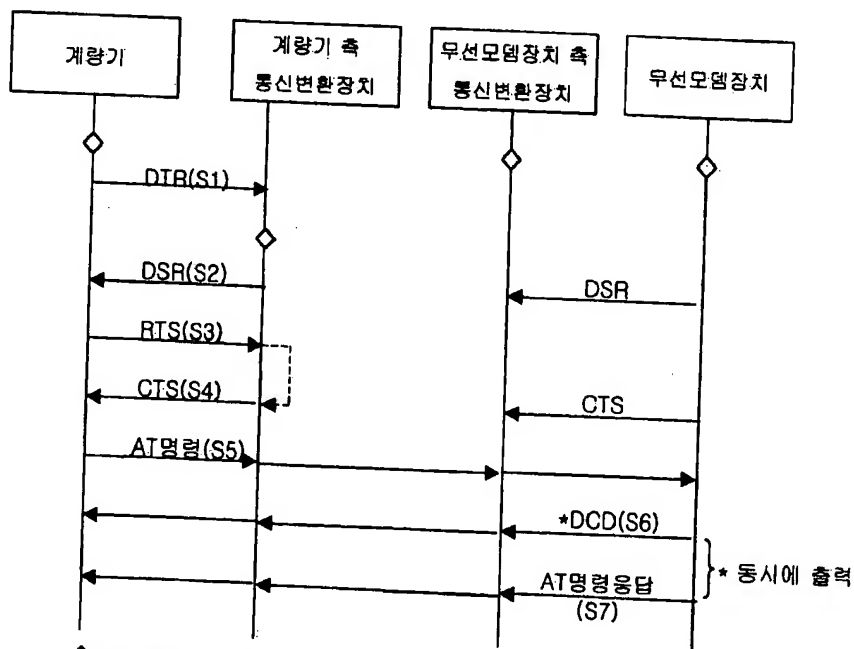 계량기
계량기 측
통신변환장치
무선모뎀장치 측
통신변환장치
무선모뎀장치
DTR(S1)
DSR(S2)
DSR
RTS(S3)
CTS(S4)
CTS
AT명령(S5)
*DCD(S6)
* 동시에 출력
AT명령응답
(S7)